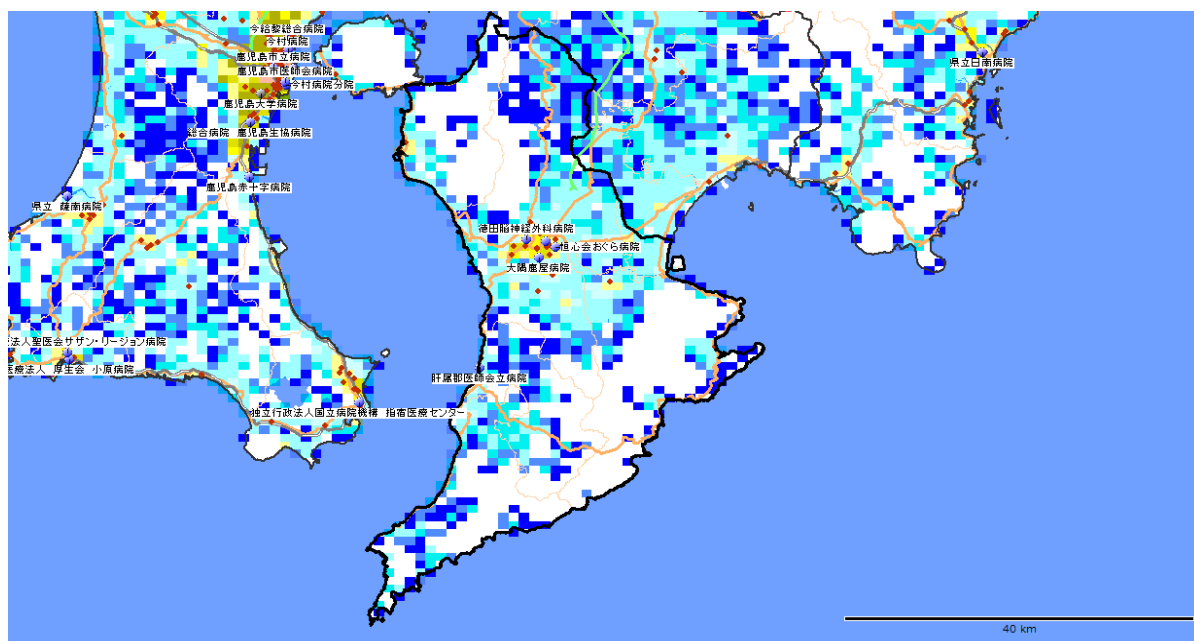 今給黎総合病院
今村病院
鹿児島市立病院
県立日南病院
鹿児島市医師会病院
今村病院分院
鹿児島大学病院
総合病院 鹿児島生協病院
鹿児島赤十字病院
県立 薩南病院
徳田脳神経外科病院
恒心会おぐら病院
大隅鹿屋病院
法人聖医会サザン・リージョン病院
医療法人 厚生会 小原病院
肝属郡医師会立病院
独立行政法人国立病院機構 指宿医療センター
40 km